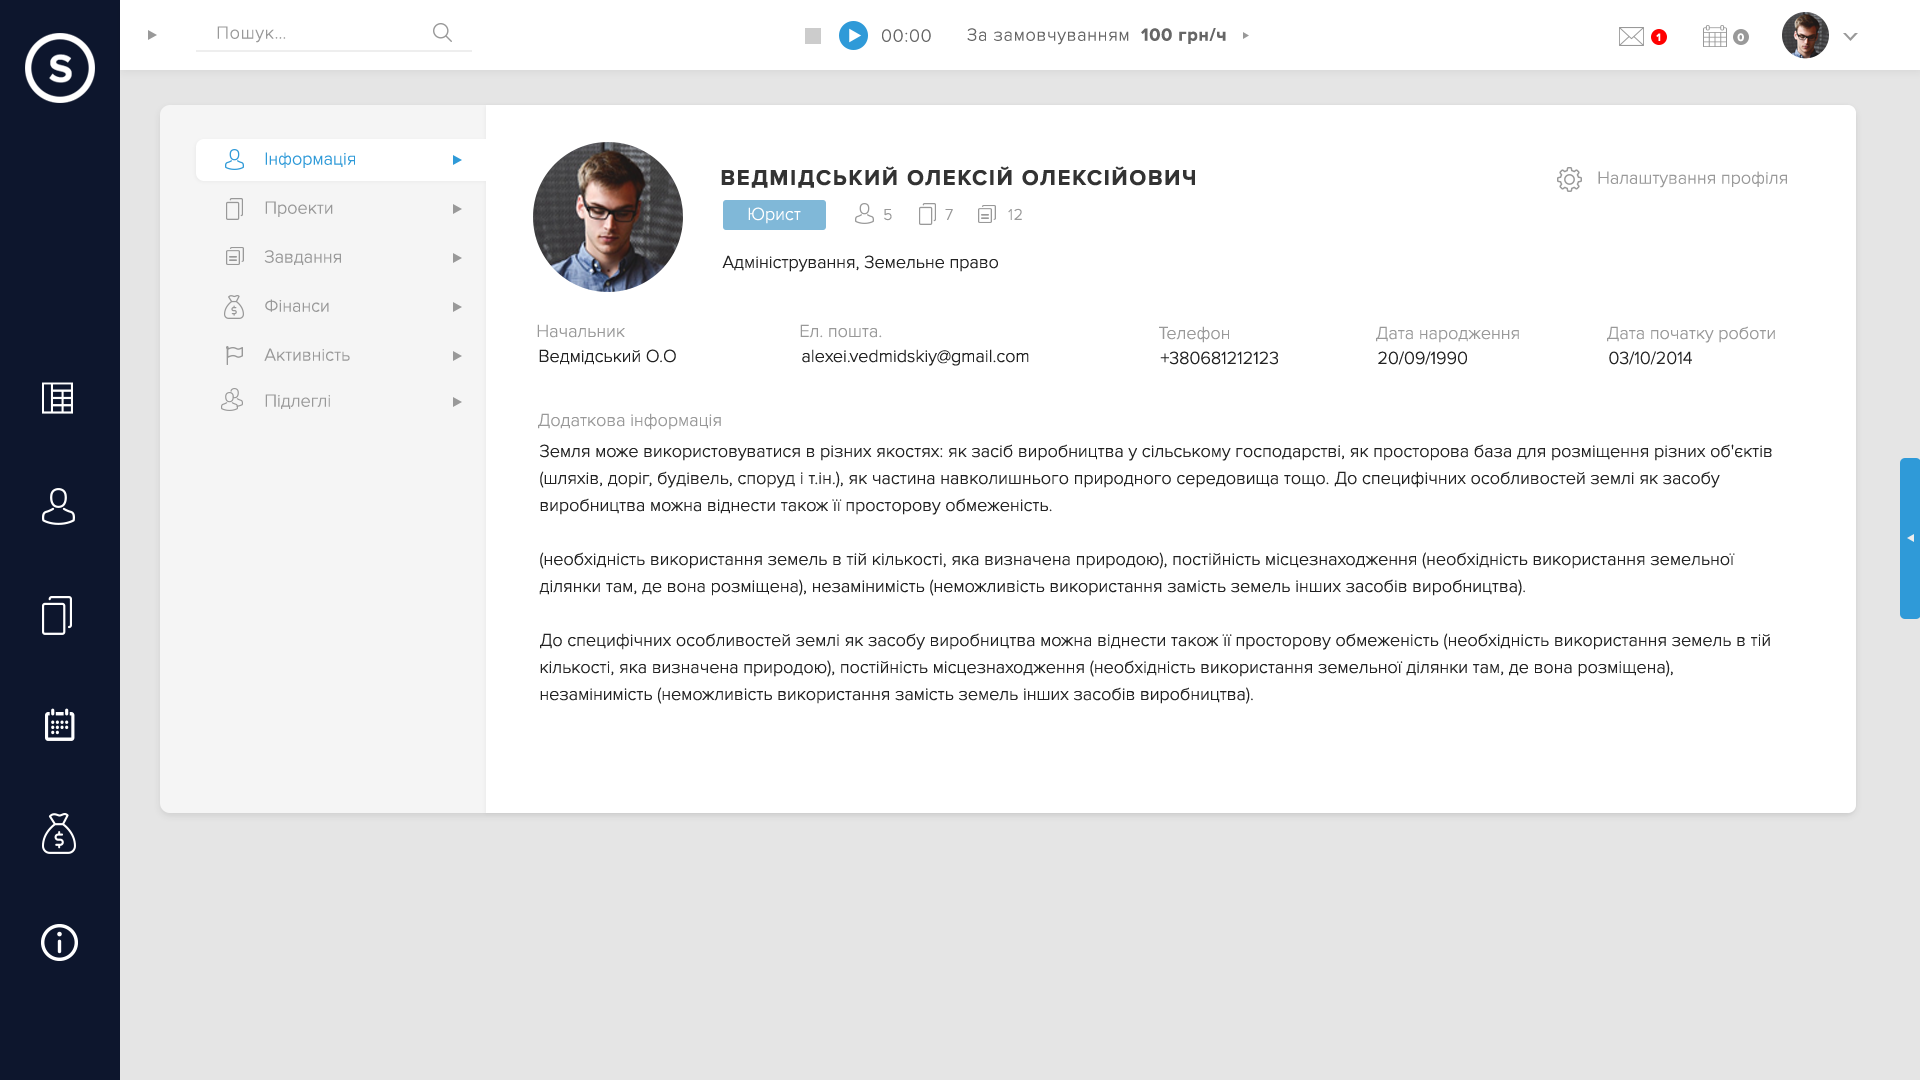 S
Пошук...
00:00
За замовчуванням 100 грн/ч
1
0
Інформація
Проекти
Завдання
Фінанси
Активність
Підлеглі
ВЕДМІДСЬКИЙ ОЛЕКСІЙ ОЛЕКСІЙОВИЧ
Налаштування профіля
Юрист
5
7
12
Адміністрування, Земельне право
Начальник
Ведмідський О.О
Ел. пошта.
alexei.vedmidskiy@gmail.com
Телефон
+380681212123
Дата народження
20/09/1990
Дата початку роботи
03/10/2014
Додаткова інформація
Земля може використовуватися в різних якостях: як засіб виробництва у сільському господарстві, як просторова база для розміщення різних об'єктів
(шляхів, доріг, будівель, споруд і т.ін.), як частина навколишнього природного середовища тощо. До специфічних особливостей землі як засобу
виробництва можна віднести також її просторову обмеженість.
(необхідність використання земель в тій кількості, яка визначена природою), постійність місцезнаходження (необхідність використання земельної
ділянки там, де вона розміщена), незамінимість (неможливість використання замість земель інших засобів виробництва).
До специфічних особливостей землі як засобу виробництва можна віднести також її просторову обмеженість (необхідність використання земель в тій
кількості, яка визначена природою), постійність місцезнаходження (необхідність використання земельної ділянки там, де вона розміщена),
незамінимість (неможливість використання замість земель інших засобів виробництва).